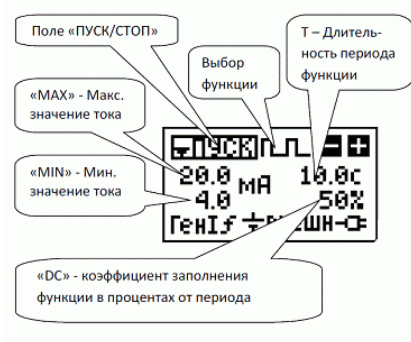 Поле «ПУСК/СТОП»
Выбор
функции
T – Длитель-
ность периода
функции
«MAX» - Макс.
значение тока
«MIN» - Мин.
значение тока
ПУСК
20.0 мА 10.0с
4.0 50%
ГенIf
«DC» - коэффициент заполнения
функции в процентах от периода